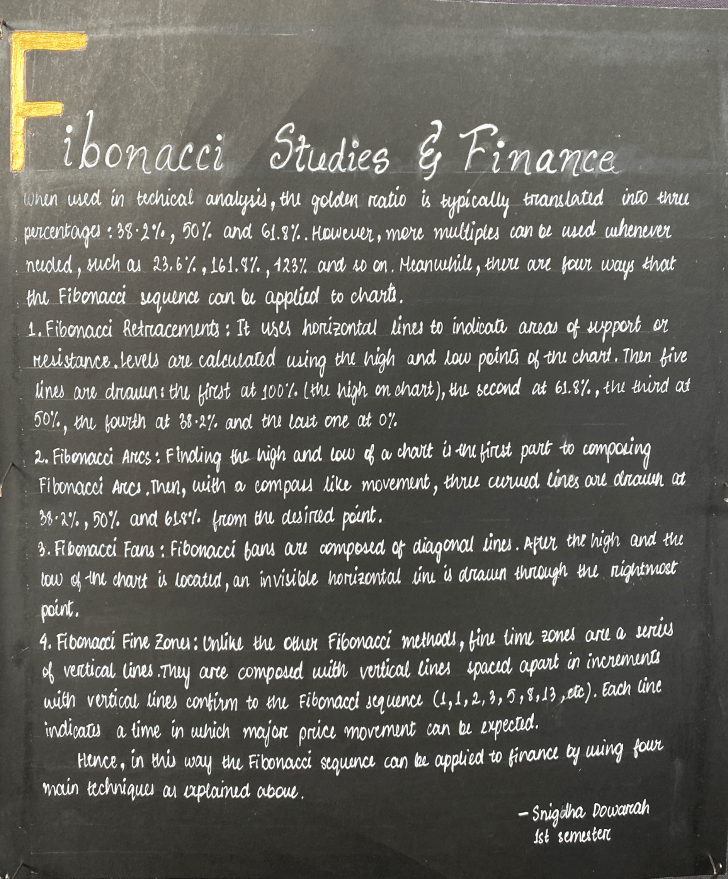 Fibonacci Studies & Finance
When used in techical analysis, the golden ratio is typically translated into three
percentages : 38.2%, 50% and 61.8%. However, more multiples can be used whenever
needed, such as 23.6%, 161.8%, 423% and so on. Meanwhile, there are four ways that
the Fibonacci sequence can be applied to charts.
1. Fibonacci Retracements : It uses horizontal lines to indicate areas of support or
resistance. Levels are calculated using the high and low points of the chart. Then five
lines are drawn: the first at 100% (the high on chart), the second at 61.8%, the third at
50%, the fourth at 38.2% and the last one at 0%.
2. Fibonacci Arcs : Finding the high and low of a chart is the first part to composing
Fibonacci Arcs. Then, with a compass like movement, three curved lines are drawn at
38.2%, 50% and 61.8% from the desired point.
3. Fibonacci Fans : Fibonacci fans are composed of diagonal lines. After the high and the
low of the chart is located, an invisible horizontal line is drawn through the rightmost
point.
4. Fibonacci Fine Zones : Unlike the other Fibonacci methods, fine time zones are a series
of vertical lines. They are composed with vertical lines spaced apart in increments
with vertical lines confirm to the Fibonacci sequence (1,1,2,3,5,8,13,etc). Each line
indicates a time in which major price movement can be expected.
Hence, in this way the Fibonacci sequence can be applied to finance by using four
main techniques as explained above.
- Snigdha Dowarah
1st semester